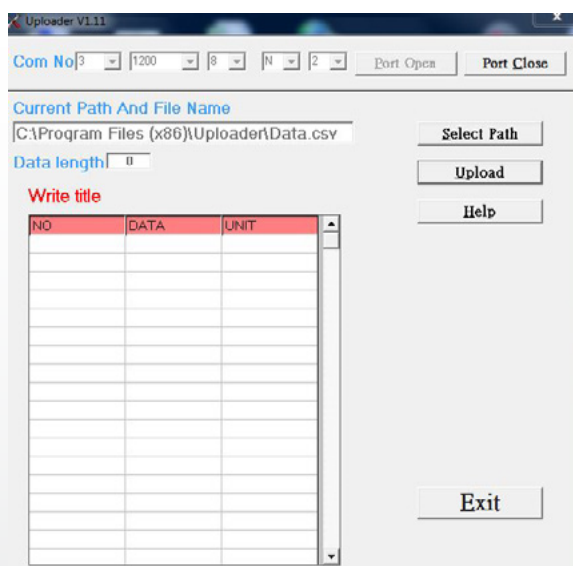 Uploader V1.11
x
Com No 3 1200 8 N 2 Port Open Port Close
Current Path And File Name
C:\Program Files (x86)\Uploader\Data.csv Select Path
Data length 0 Upload
Write title Help
NO DATA UNIT
Exit